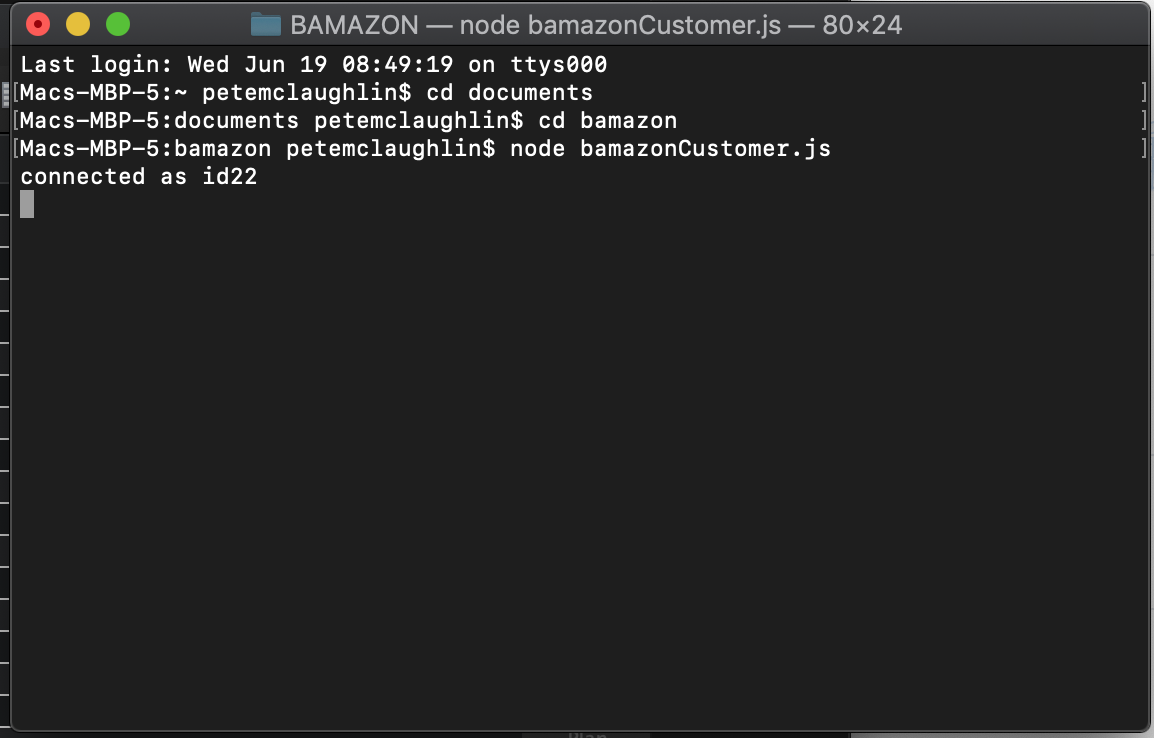 BAMAZON — node bamazonCustomer.js — 80×24
Last login: Wed Jun 19 08:49:19 on ttys000
[Macs-MBP-5:~ petemclaughlin$ cd documents ]
[Macs-MBP-5:documents petemclaughlin$ cd bamazon ]
[Macs-MBP-5:bamazon petemclaughlin$ node bamazonCustomer.js ]
connected as id22